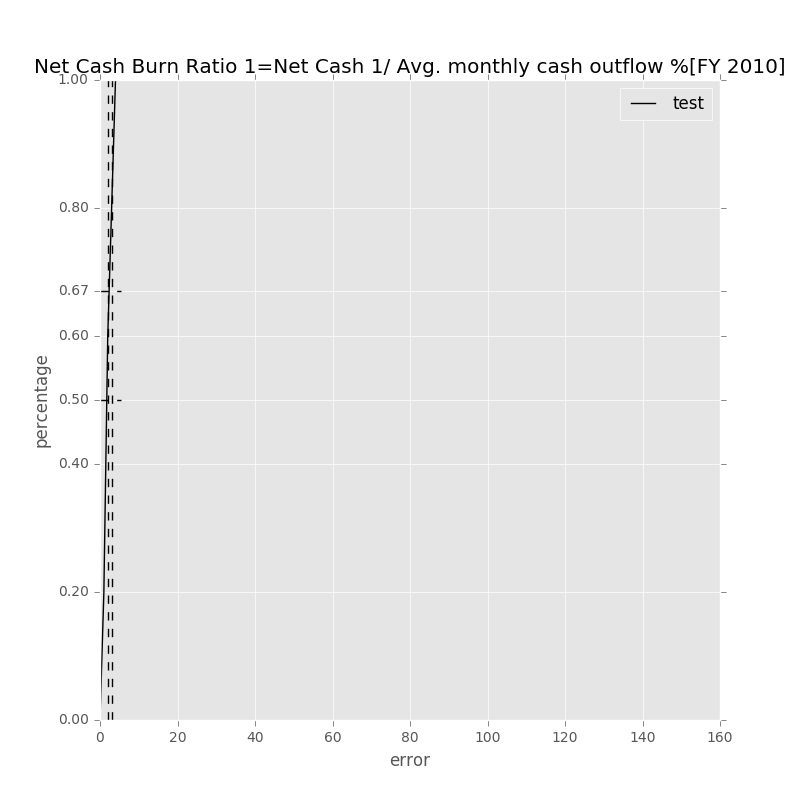 Net Cash Burn Ratio 1=Net Cash 1/ Avg. monthly cash outflow %[FY 2010]
test
1.00
0.80
0.67
0.60
0.50
0.40
0.20
0.00
percentage
0 20 40 60 80 100 120 140 160
error